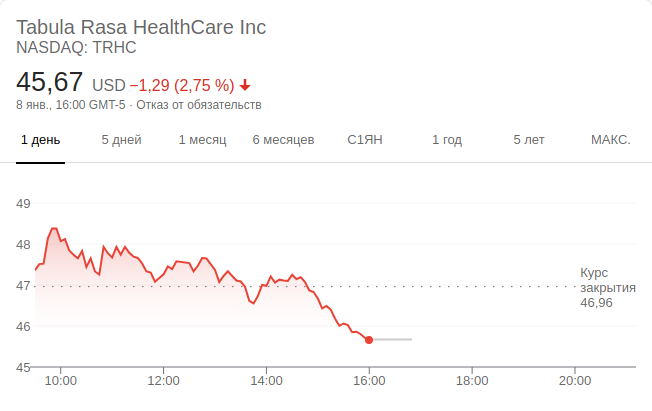 Tabula Rasa HealthCare Inc
NASDAQ: TRHC
45,67 USD −1,29 (2,75 %)
8 янв., 16:00 GMT-5 · Отказ от обязательств
1 день 5 дней 1 месяц 6 месяцев С1ЯН 1 год 5 лет МАКС.
49
48
47
46
45
Курс
закрытия
46,96
10:00 12:00 14:00 16:00 18:00 20:00